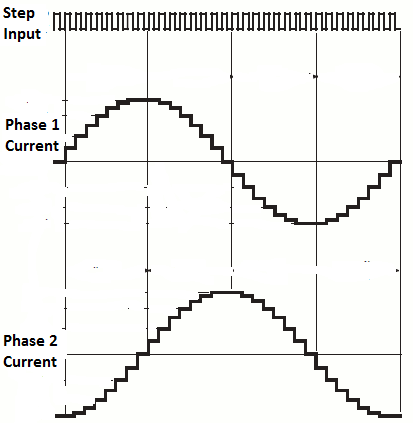 Step
Input
Phase 1
Current
Phase 2
Current